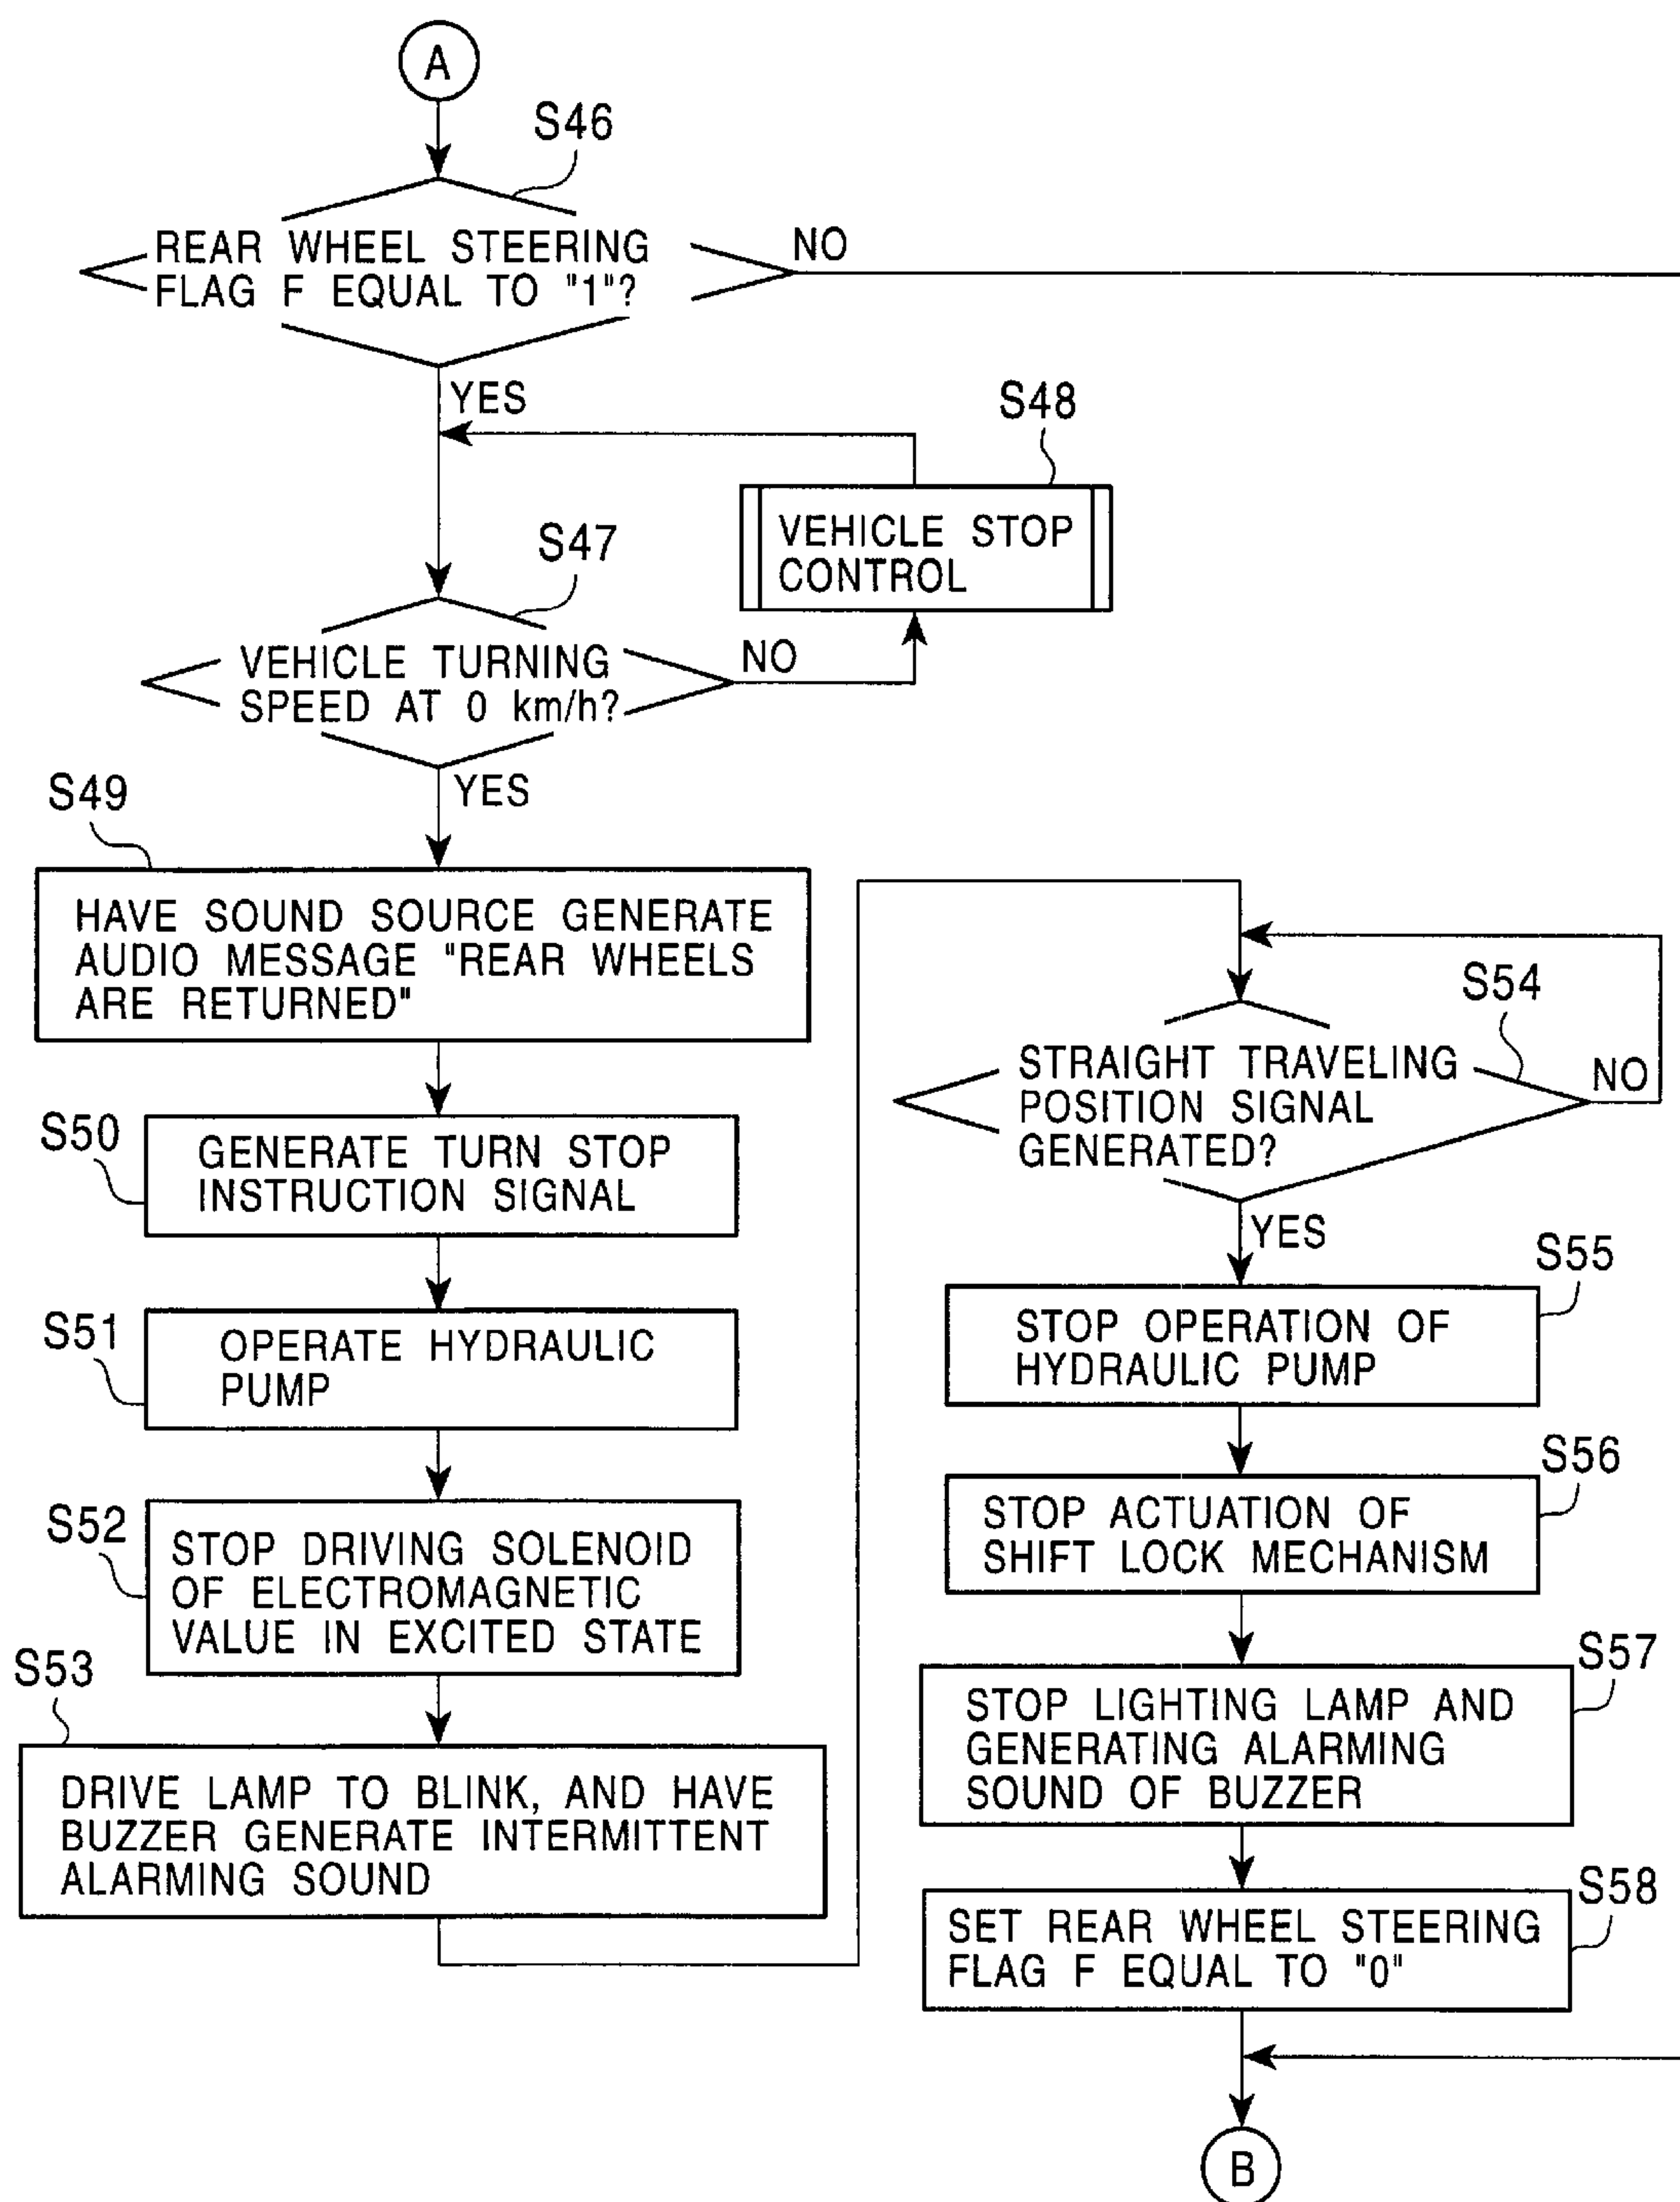 A
S46
REAR WHEEL STEERING
FLAG F EQUAL TO "1"?
NO
YES
S48
VEHICLE STOP
CONTROL
S47
VEHICLE TURNING
SPEED AT 0 km/h?
NO
YES
S49
HAVE SOUND SOURCE GENERATE
AUDIO MESSAGE "REAR WHEELS
ARE RETURNED"
S50
GENERATE TURN STOP
INSTRUCTION SIGNAL
S51
OPERATE HYDRAULIC
PUMP
S52
STOP DRIVING SOLENOID
OF ELECTROMAGNETIC
VALUE IN EXCITED STATE
S53
DRIVE LAMP TO BLINK, AND HAVE
BUZZER GENERATE INTERMITTENT
ALARMING SOUND
S54
STRAIGHT TRAVELING
POSITION SIGNAL
GENERATED?
NO
YES
S55
STOP OPERATION OF
HYDRAULIC PUMP
S56
STOP ACTUATION OF
SHIFT LOCK MECHANISM
S57
STOP LIGHTING LAMP AND
GENERATING ALARMING
SOUND OF BUZZER
S58
SET REAR WHEEL STEERING
FLAG F EQUAL TO "0"
B